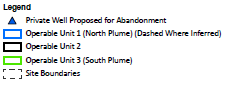 Legend
Private Well Proposed for Abandonment
Operable Unit 1 (North Plume) (Dashed Where Inferred)
Operable Unit 2
Operable Unit 3 (South Plume)
Site Boundaries